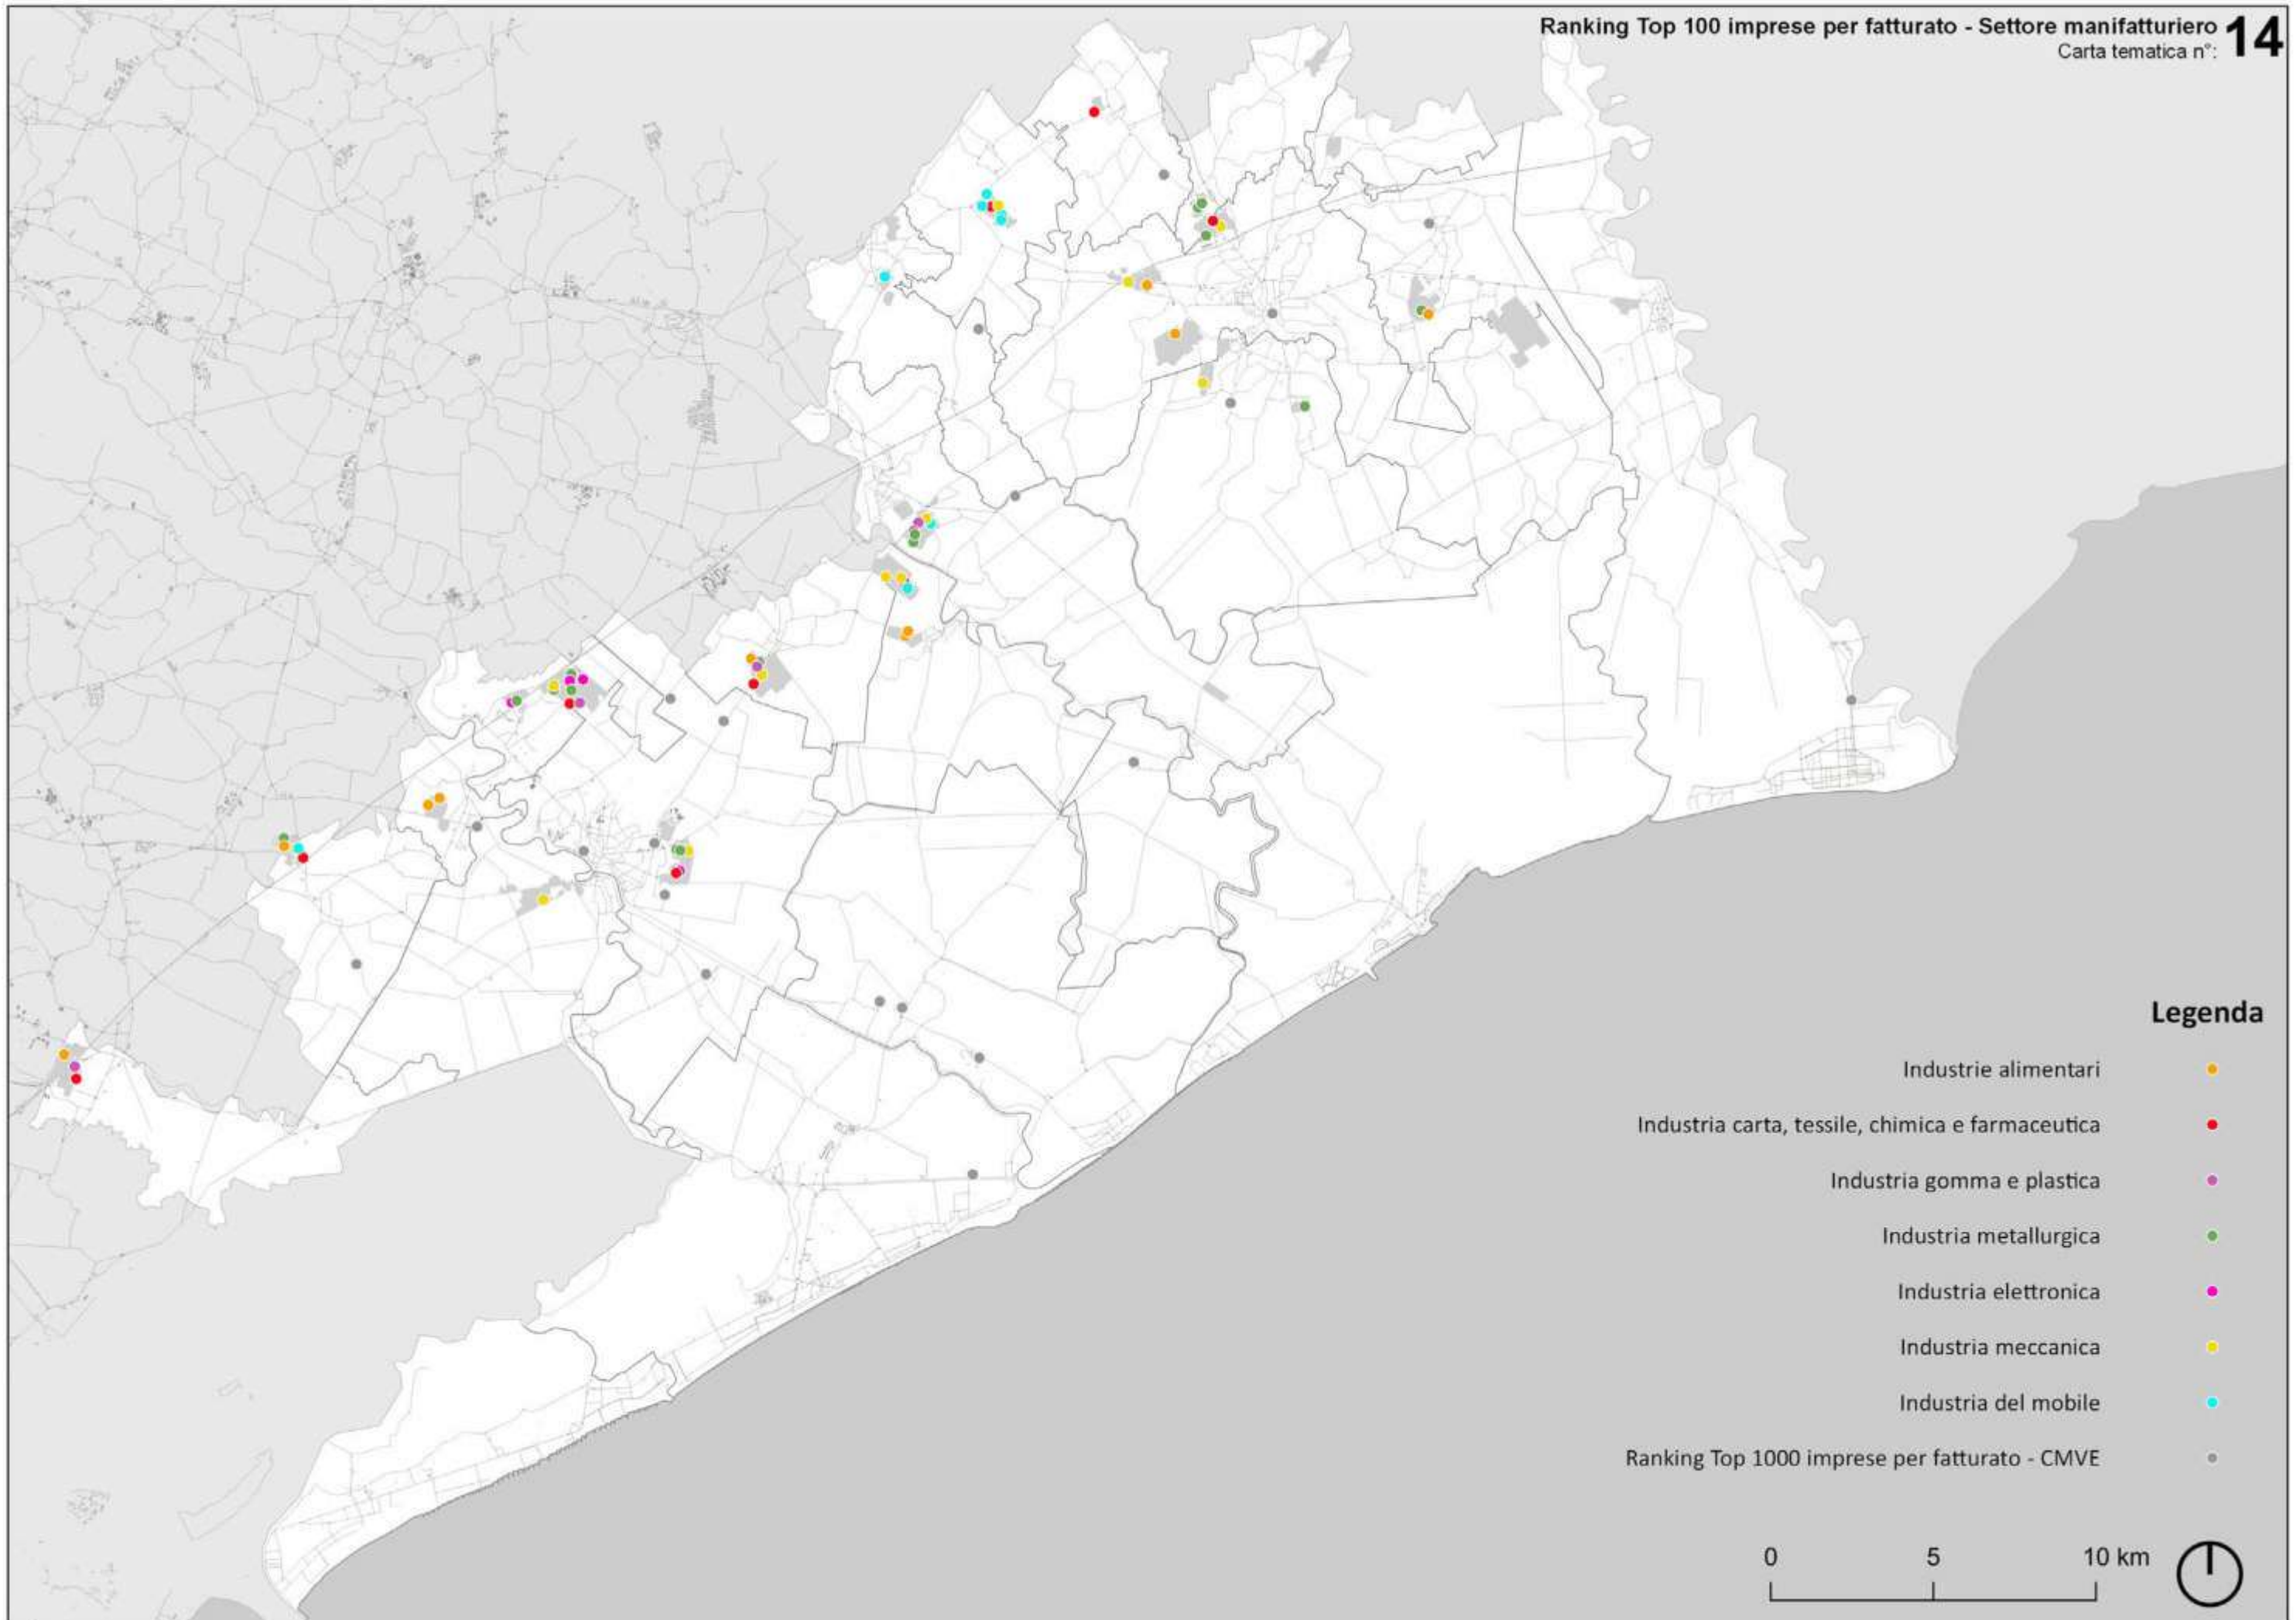 Ranking Top 100 imprese per fatturato - Settore manifatturiero
Carta tematica n°:
14
Legenda
Industrie alimentari
Industria carta, tessile, chimica e farmaceutica
Industria gomma e plastica
Industria metallurgica
Industria elettronica
Industria meccanica
Industria del mobile
Ranking Top 1000 imprese per fatturato - CMVE
0 5 10 km